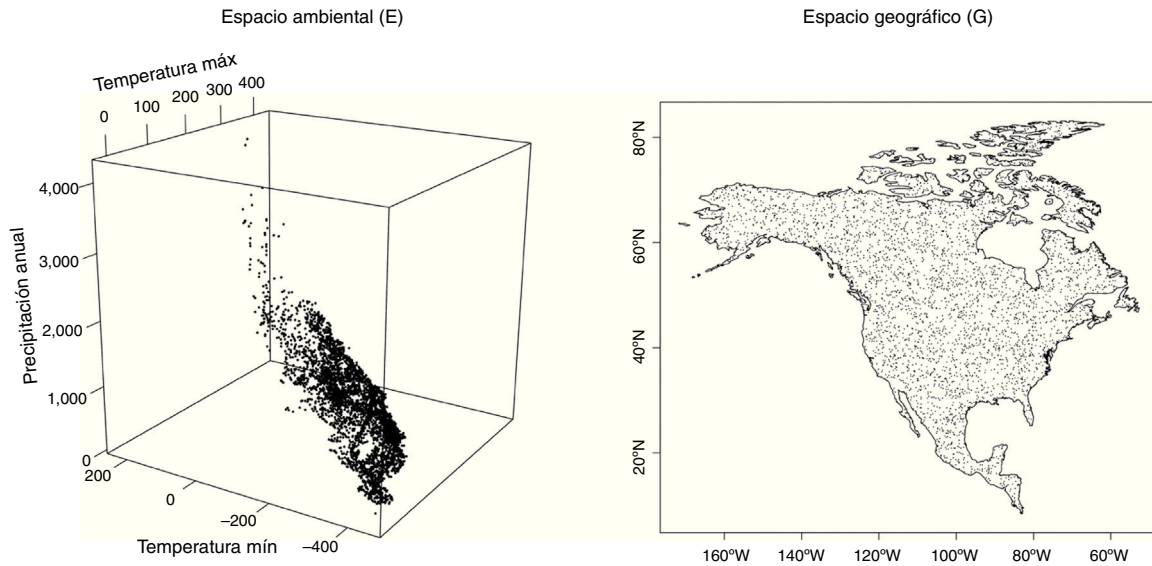 Espacio ambiental (E)
Temperatura máx
0
100
200
300
400
Precipitación anual
4,000
3,000
2,000
1,000
0
200
0
−200
−400
Temperatura mín
Espacio geográfico (G)
80°N
60°N
40°N
20°N
160°W
140°W
120°W
100°W
80°W
60°W